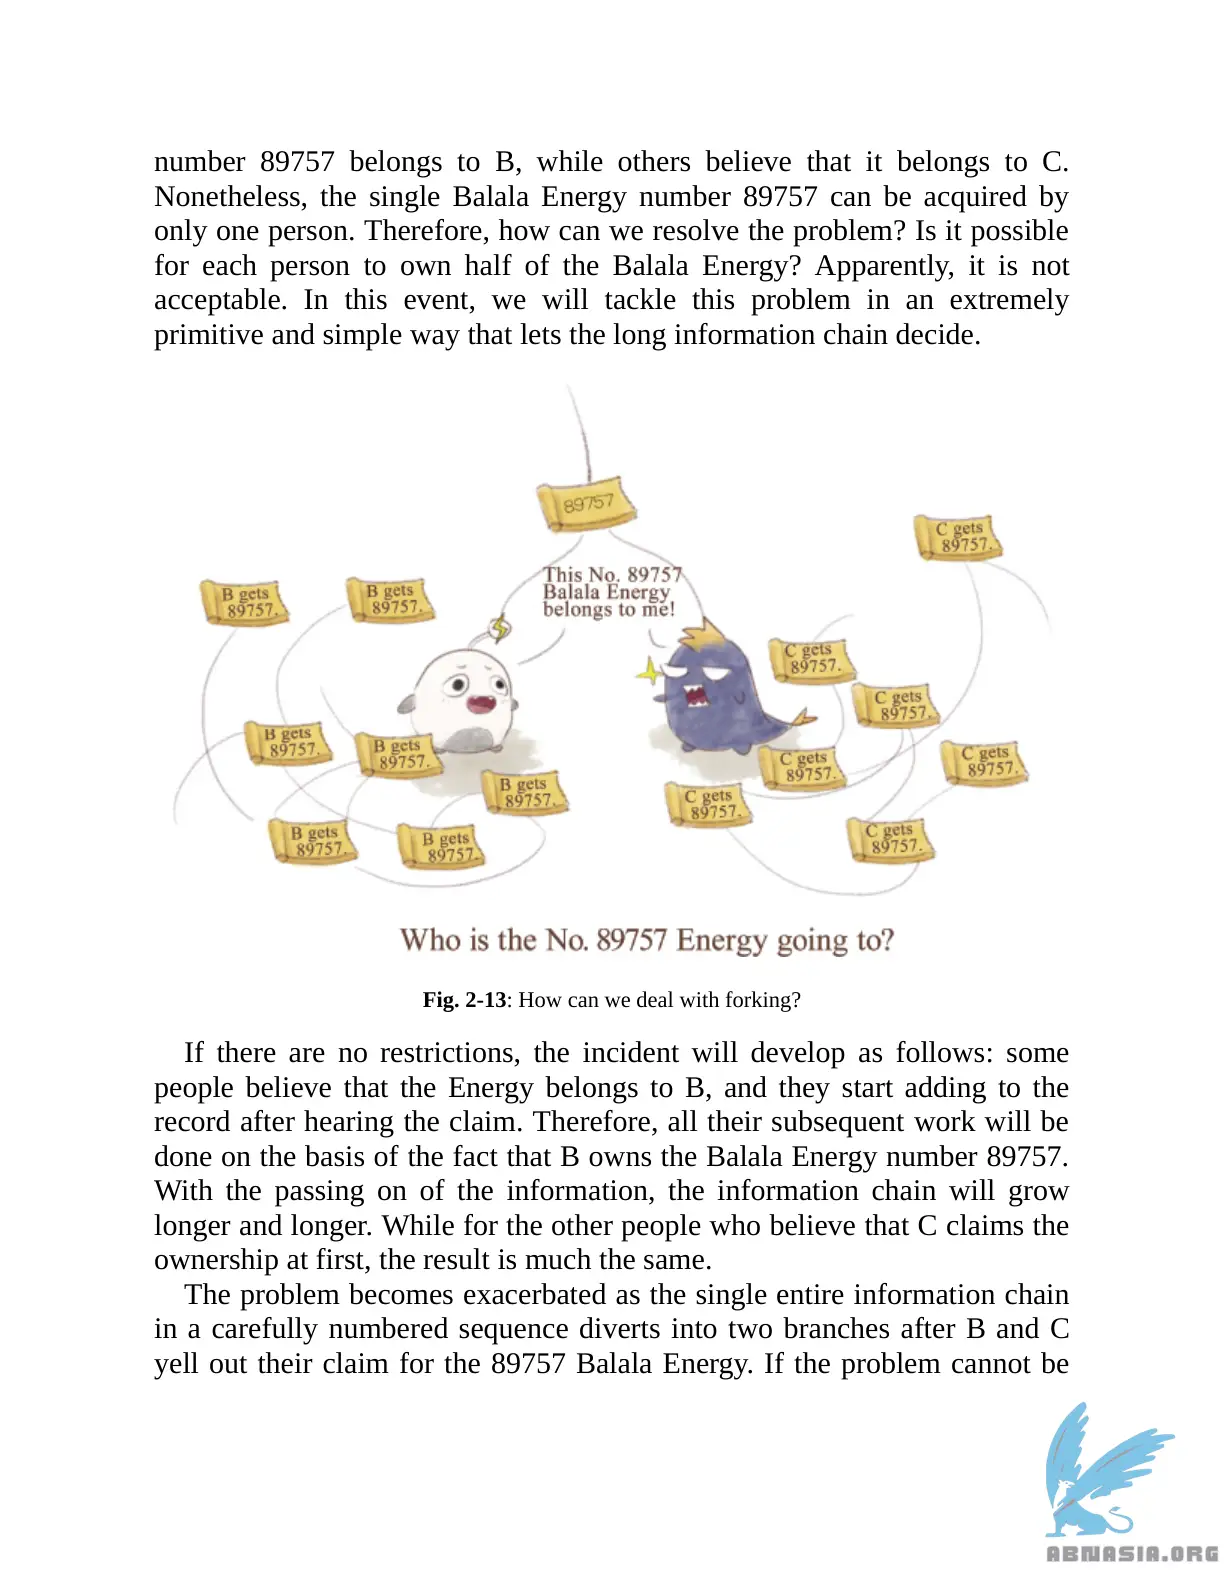 number 89757 belongs to B, while others believe that it belongs to C.
Nonetheless, the single Balala Energy number 89757 can be acquired by
only one person. Therefore, how can we resolve the problem? Is it possible
for each person to own half of the Balala Energy? Apparently, it is not
acceptable. In this event, we will tackle this problem in an extremely
primitive and simple way that lets the long information chain decide.
89757
This No. 89757
Balala Energy
belongs to me!
B gets
89757.
B gets
89757.
B gets
89757.
B gets
89757.
B gets
89757.
B gets
89757.
B gets
89757.
C gets
89757.
C gets
89757.
C gets
89757.
C gets
89757.
C gets
89757.
C gets
89757.
C gets
89757.
Who is the No. 89757 Energy going to?
Fig. 2-13: How can we deal with forking?
If there are no restrictions, the incident will develop as follows: some
people believe that the Energy belongs to B, and they start adding to the
record after hearing the claim. Therefore, all their subsequent work will be
done on the basis of the fact that B owns the Balala Energy number 89757.
With the passing on of the information, the information chain will grow
longer and longer. While for the other people who believe that C claims the
ownership at first, the result is much the same.
The problem becomes exacerbated as the single entire information chain
in a carefully numbered sequence diverts into two branches after B and C
yell out their claim for the 89757 Balala Energy. If the problem cannot be
ABNASIA.ORG